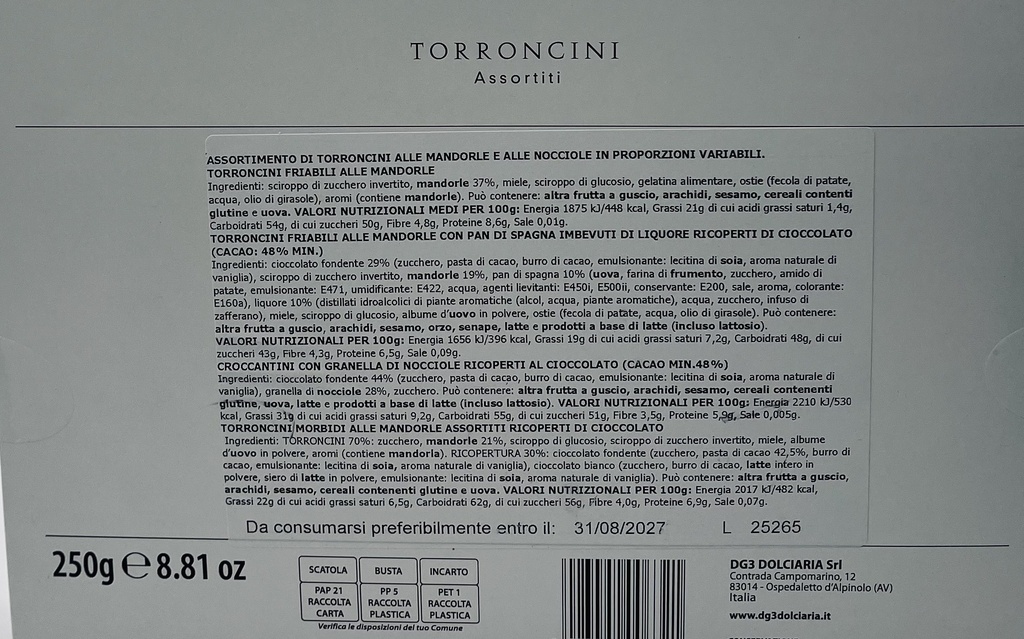 TORRONCINI
Assortiti
ASSORTIMENTO DI TORRONCINI ALLE MANDORLE E ALLE NOCCIOLE IN PROPORZIONI VARIABILI.
TORRONCINI FRIABILI ALLE MANDORLE
Ingredienti: sciroppo di zucchero invertito, mandorle 37%, miele, sciroppo di glucosio, gelatina alimentare, ostie (fecola di patate,
acqua, olio di girasole), aromi (contiene mandorle). Può contenere: altra frutta a guscio, arachidi, sesamo, cereali contenti
glutine e uova. VALORI NUTRIZIONALI MEDI PER 100g: Energia 1875 kJ/448 kcal, Grassi 21g di cui acidi grassi saturi 1,4g,
Carboidrati 54g, di cui zuccheri 50g, Fibre 4,8g, Proteine 8,6g, Sale 0,01g.
TORRONCINI FRIABILI ALLE MANDORLE CON PAN DI SPAGNA IMBEVUTI DI LIQUORE RICOPERTI DI CIOCCOLATO
(CACAO: 48% MIN.)
Ingredienti: cioccolato fondente 29% (zucchero, pasta di cacao, burro di cacao, emulsionante: lecitina di soia, aroma naturale di
vaniglia), sciroppo di zucchero invertito, mandorle 19%, pan di spagna 10% (uova, farina di frumento, zucchero, amido di
patate, emulsionante: E471, umidificante: E422, acqua, agenti lievitanti: E450i, E500ii, conservante: E200, sale, aroma, colorante:
E160a), liquore 10% (distillati idroalcolici di piante aromatiche (alcol, acqua, piante aromatiche), acqua, zucchero, infuso di
zafferano), miele, sciroppo di glucosio, albume d'uovo in polvere, ostie (fecola di patate, acqua, olio di girasole). Può contenere:
altra frutta a guscio, arachidi, sesamo, orzo, senape, latte e prodotti a base di latte (incluso lattosio).
VALORI NUTRIZIONALI PER 100g: Energia 1656 kJ/396 kcal, Grassi 19g di cui acidi grassi saturi 7,2g, Carboidrati 48g, di cui
zuccheri 43g, Fibre 4,3g, Proteine 6,5g, Sale 0,09g.
CROCCANTINI CON GRANELLA DI NOCCIOLE RICOPERTI AL CIOCCOLATO (CACAO MIN.48%)
Ingredienti: cioccolato fondente 44% (zucchero, pasta di cacao, burro di cacao, emulsionante: lecitina di soia, aroma naturale di
vaniglia), granella di nocciole 28%, zucchero. Può contenere: altra frutta a guscio, arachidi, sesamo, cereali contenenti
glutine, uova, latte e prodotti a base di latte (incluso lattosio). VALORI NUTRIZIONALI PER 100g: Energia 2210 kJ/530
kcal, Grassi 31g di cui acidi grassi saturi 9,2g, Carboidrati 55g, di cui zuccheri 51g, Fibre 3,5g, Proteine 5,9g, Sale 0,005g.
TORRONCINI MORBIDI ALLE MANDORLE ASSORTITI RICOPERTI DI CIOCCOLATO
Ingredienti: TORRONCINI 70%: zucchero, mandorle 21%, sciroppo di glucosio, sciroppo di zucchero invertito, miele, albume
d'uovo in polvere, aromi (contiene mandorla). RICOPERTURA 30%: cioccolato fondente (zucchero, pasta di cacao 42,5%, burro di
cacao, emulsionante: lecitina di soia, aroma naturale di vaniglia), cioccolato bianco (zucchero, burro di cacao, latte intero in
polvere, siero di latte in polvere, emulsionante: lecitina di soia, aroma naturale di vaniglia). Può contenere: altra frutta a guscio,
arachidi, sesamo, cereali contenenti glutine e uova. VALORI NUTRIZIONALI PER 100g: Energia 2017 kJ/482 kcal,
Grassi 22g di cui acidi grassi saturi 6,5g, Carboidrati 62g, di cui zuccheri 56g, Fibre 4,0g, Proteine 6,9g, Sale 0,07g.
Da consumarsi preferibilmente entro il: 31/08/2027 L 25265
250g e 8.81 oz
SCATOLA BUSTA INCARTO
PAP 21 PP 5 PET 1
RACCOLTA RACCOLTA RACCOLTA
CARTA PLASTICA PLASTICA
Verifica le disposizioni del tuo Comune
DG3 DOLCIARIA Srl
Contrada Campomarino, 12
83014 - Ospedaletto d'Alpinolo (AV)
Italia
www.dg3dolciaria.it